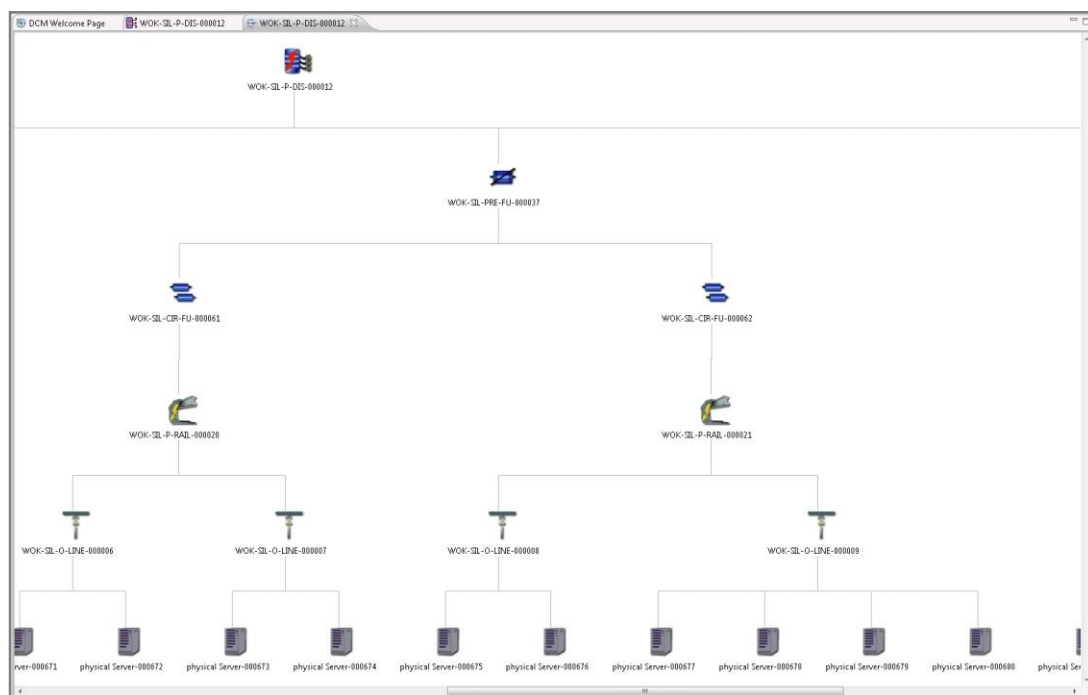 DCM Welcome Page WOK-SIL-P-DIS-000012 WOK-SIL-P-DIS-000012
WOK-SIL-P-DIS-000012
WOK-SIL-PRE-FU-000037
WOK-SIL-CIR-FU-000061 WOK-SIL-CIR-FU-000062
WOK-SIL-P-RAIL-000020 WOK-SIL-P-RAIL-000021
WOK-SIL-O-LINE-000006 WOK-SIL-O-LINE-000007 WOK-SIL-O-LINE-000008 WOK-SIL-O-LINE-000009
rver-000671 physical Server-000672 physical Server-000673 physical Server-000674 physical Server-000675 physical Server-000676 physical Server-000677 physical Server-000678 physical Server-000679 physical Server-000680 physical Serve